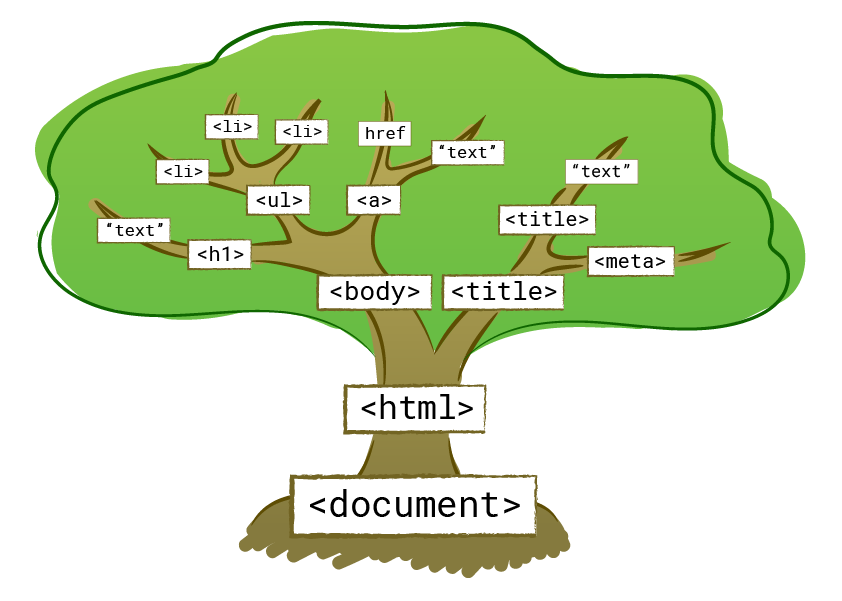 <li>
<li>
href
“text”
<li>
“text”
<ul>
<a>
<title>
“text”
<h1>
<meta>
<body>
<title>
<html>
<document>